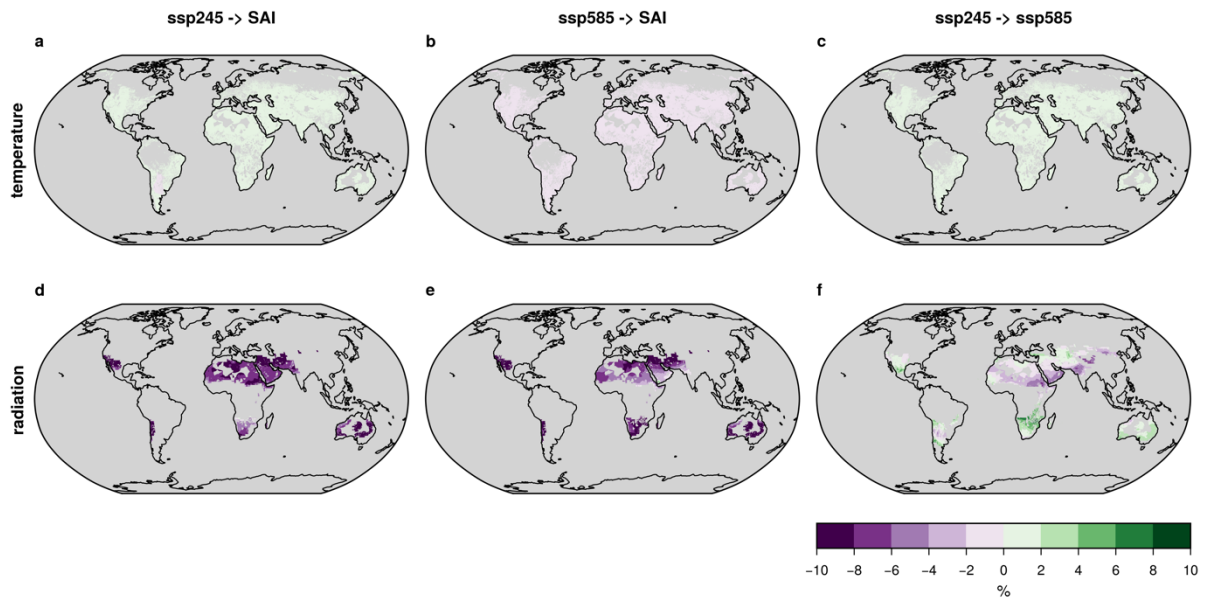 ssp245 -> SAI
ssp585 -> SAI
ssp245 -> ssp585
a
b
c
temperature
d
e
f
radiation
−10 −8 −6 −4 −2 0 2 4 6 8 10
%